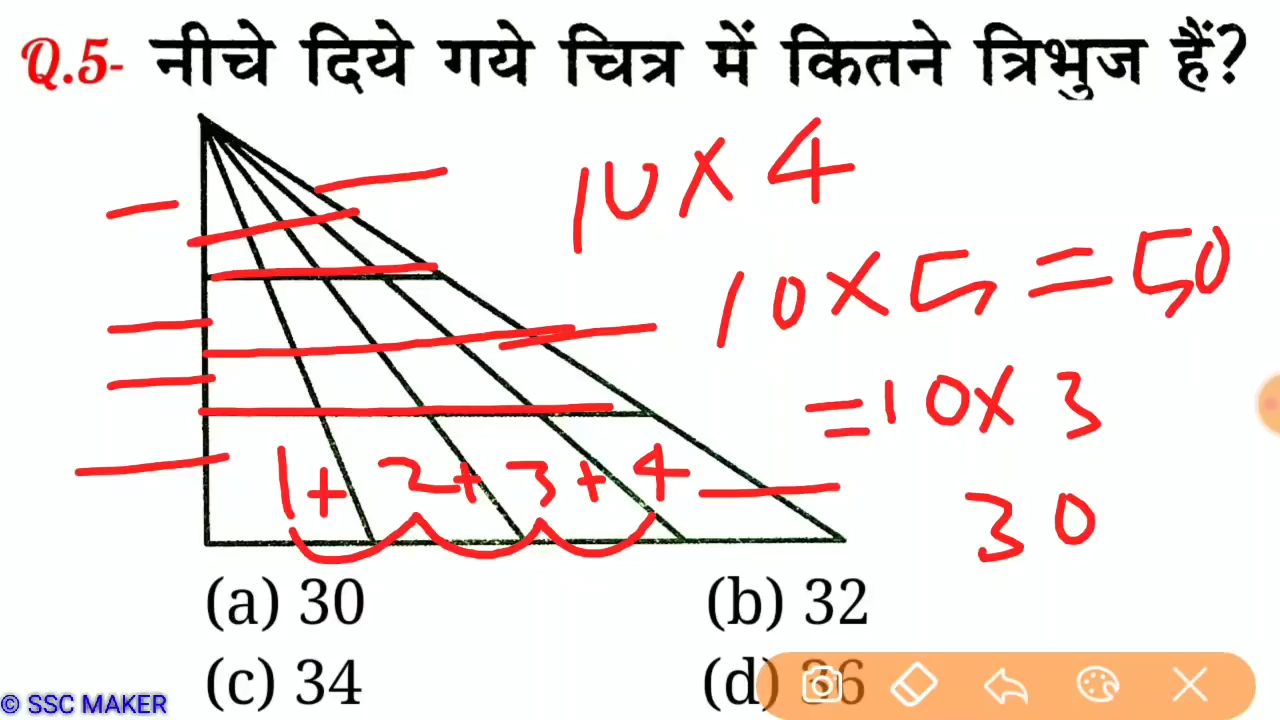 Q.5- नीचे दिये गये चित्र में कितने त्रिभुज हैं?
10 X 4
10 X 5 = 50
= 10 X 3
30
1 + 2 + 3 + 4
(a) 30 (b) 32
(c) 34 (d) 36
© SSC MAKER